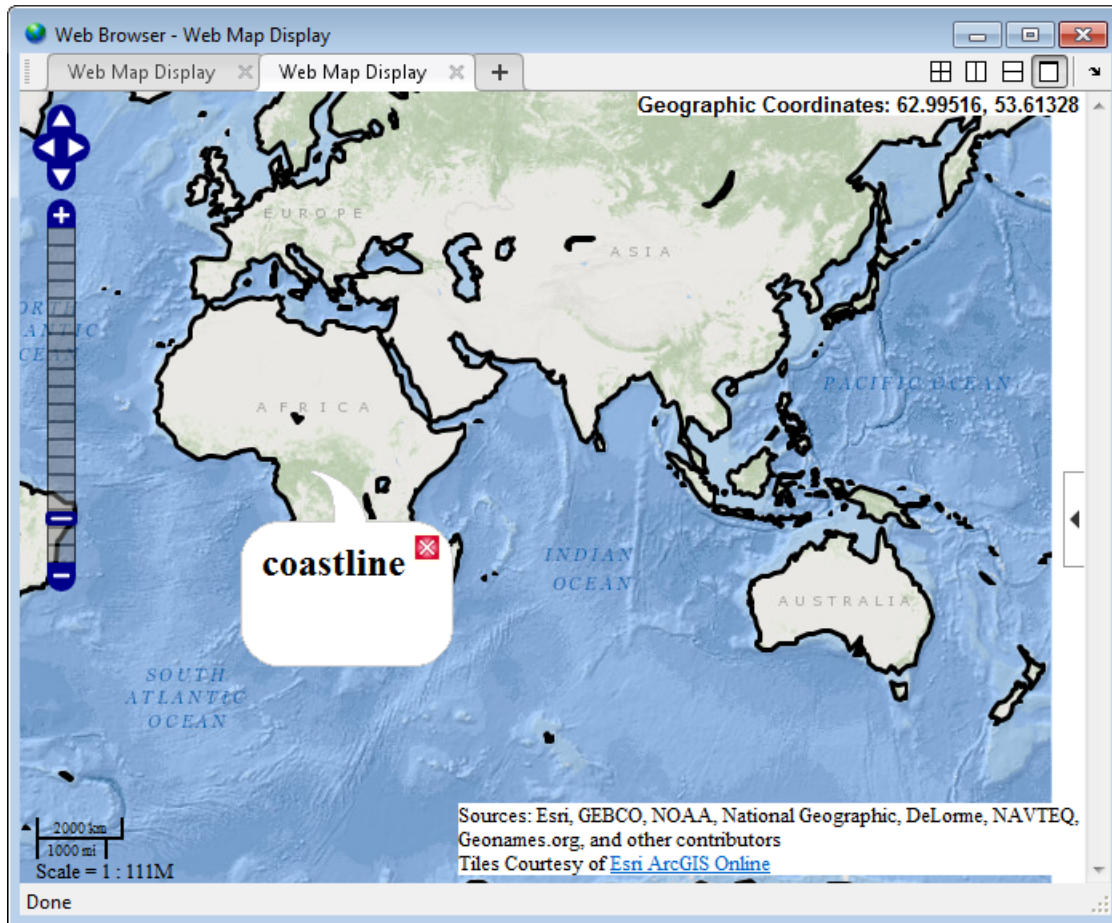 Web Browser - Web Map Display
Web Map Display
Web Map Display
Geographic Coordinates: 62.99516, 53.61328
EUROPE
ASIA
PACIFIC OCEAN
AFRICA
coastline
INDIAN
OCEAN
AUSTRALIA
SOUTH
ATLANTIC
OCEAN
2000 km
1000 mi
Scale = 1 : 111M
Sources: Esri, GEBCO, NOAA, National Geographic, DeLorme, NAVTEQ,
Geonames.org, and other contributors
Tiles Courtesy of Esri ArcGIS Online
Done